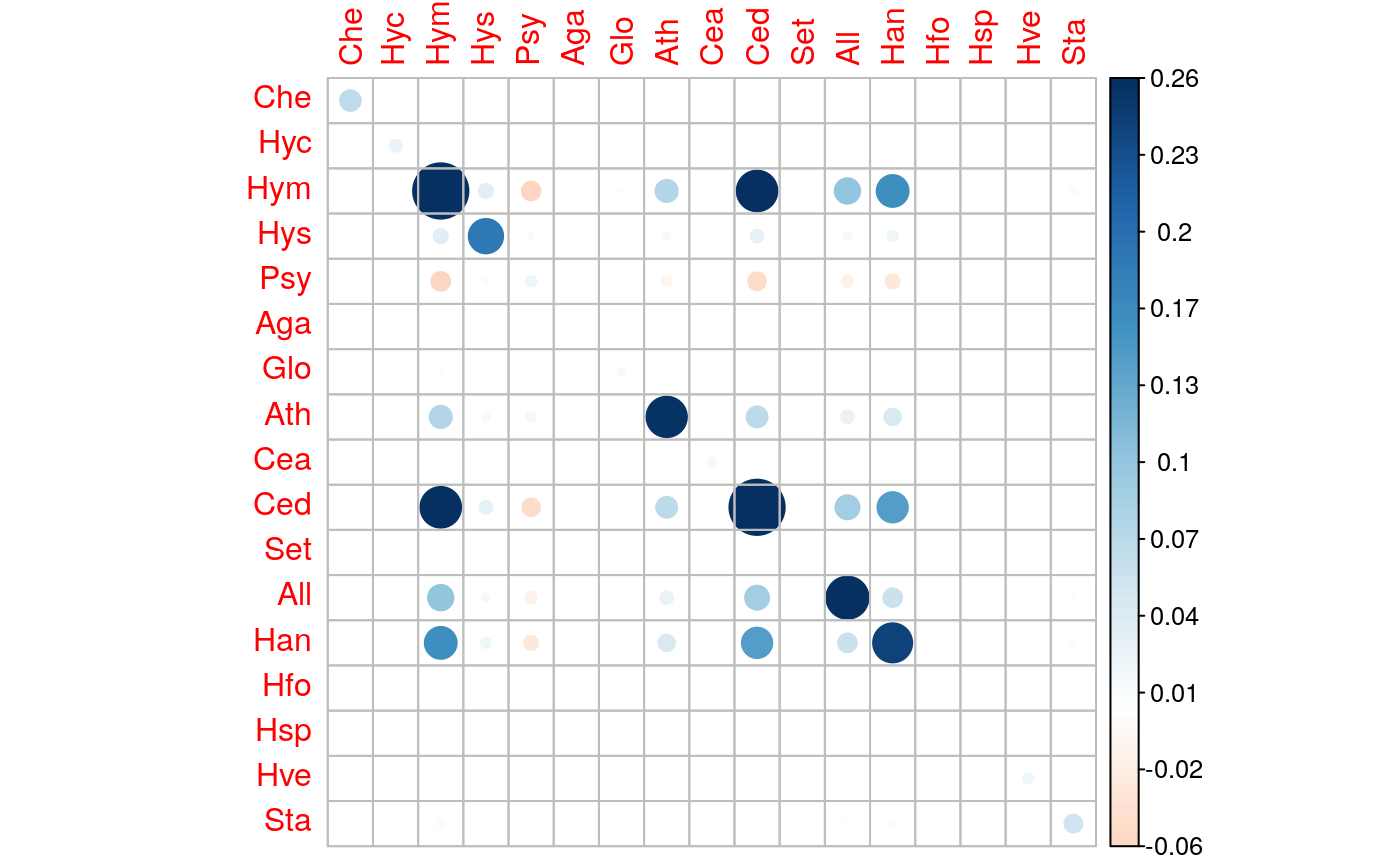 Che Hyc Hym Hys Psy Aga Glo Ath Cea Ced Set All Han Hfo Hsp Hve Sta
Che
Hyc
Hym
Hys
Psy
Aga
Glo
Ath
Cea
Ced
Set
All
Han
Hfo
Hsp
Hve
Sta
0.26
0.23
0.2
0.17
0.13
0.1
0.07
0.04
0.01
-0.02
-0.06